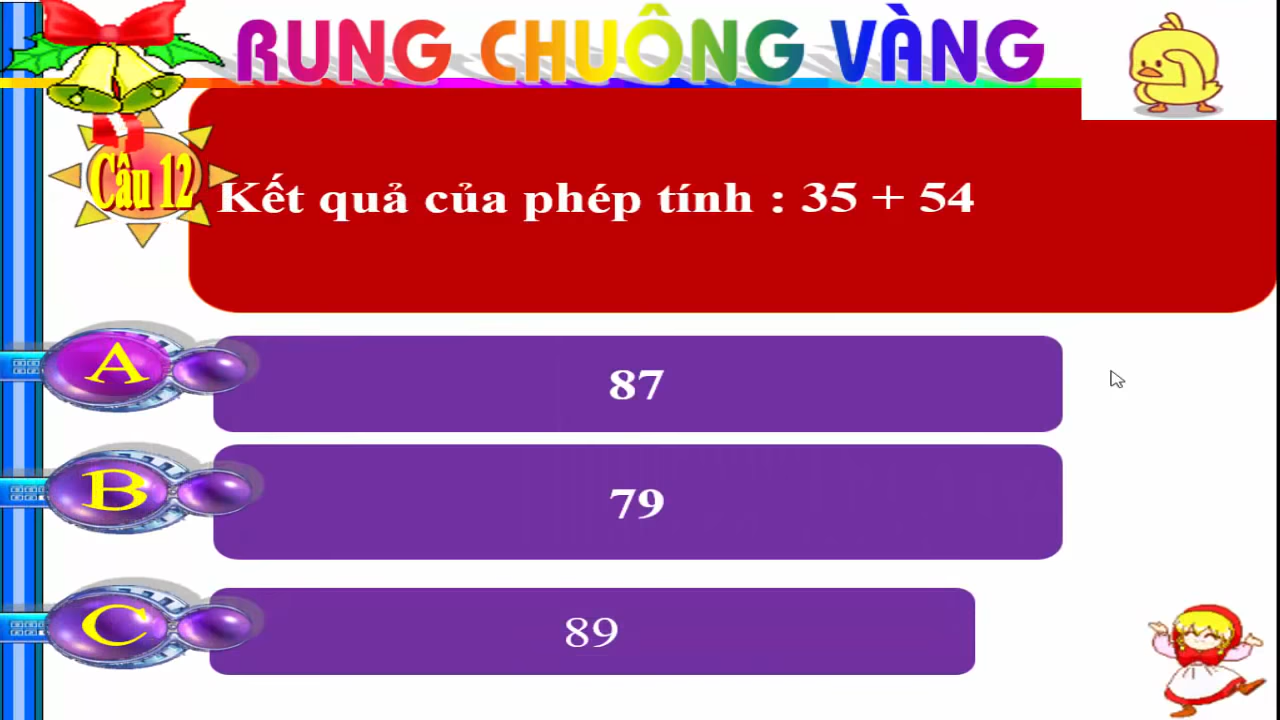 RUNG CHUÔNG VÀNG
Câu 12
Kết quả của phép tính : 35 + 54
A
87
B
79
C
89